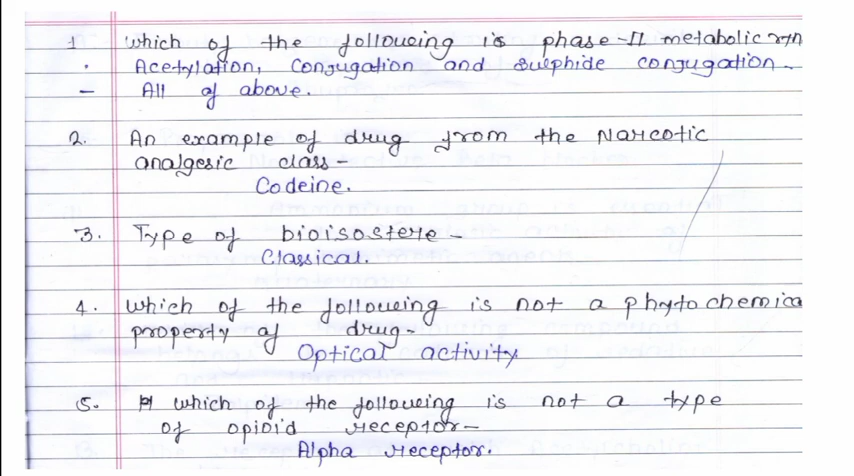 1. which of the following is phase-II metabolic rxn
. Acetylation, Conjugation and sulphide conjugation-
- All of above.
2. An example of drug from the Narcotic
analgesic class-
Codeine.
3. Type of bioisostere-
Classical.
4. which of the following is not a phytochemica
property of drug-
Optical activity
5. which of the following is not a type
of opioid receptor-
Alpha receptor.